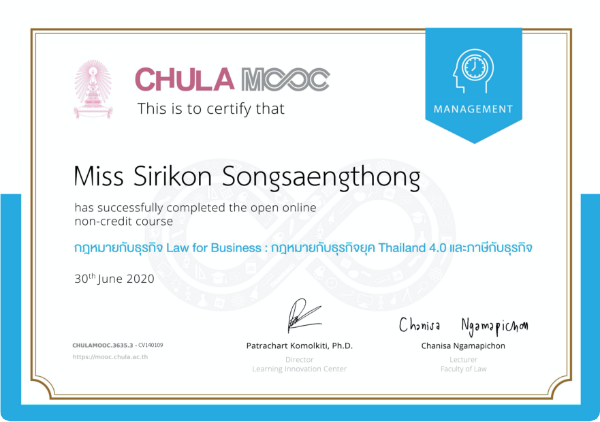 CHULA MOOC
MANAGEMENT
This is to certify that
Miss Sirikon Songsaengthong
has successfully completed the open online
non-credit course
กฎหมายกับธุรกิจ Law for Business : กฎหมายกับธุรกิจยุค Thailand 4.0 และภาษีกับธุรกิจ
30th June 2020
Chanisa Ngamapichon
CHULAMOOC.3635.3 - CV140109
https://mooc.chula.ac.th
Patrachart Komolkiti, Ph.D.
Director
Learning Innovation Center
Chanisa Ngamapichon
Lecturer
Faculty of Law